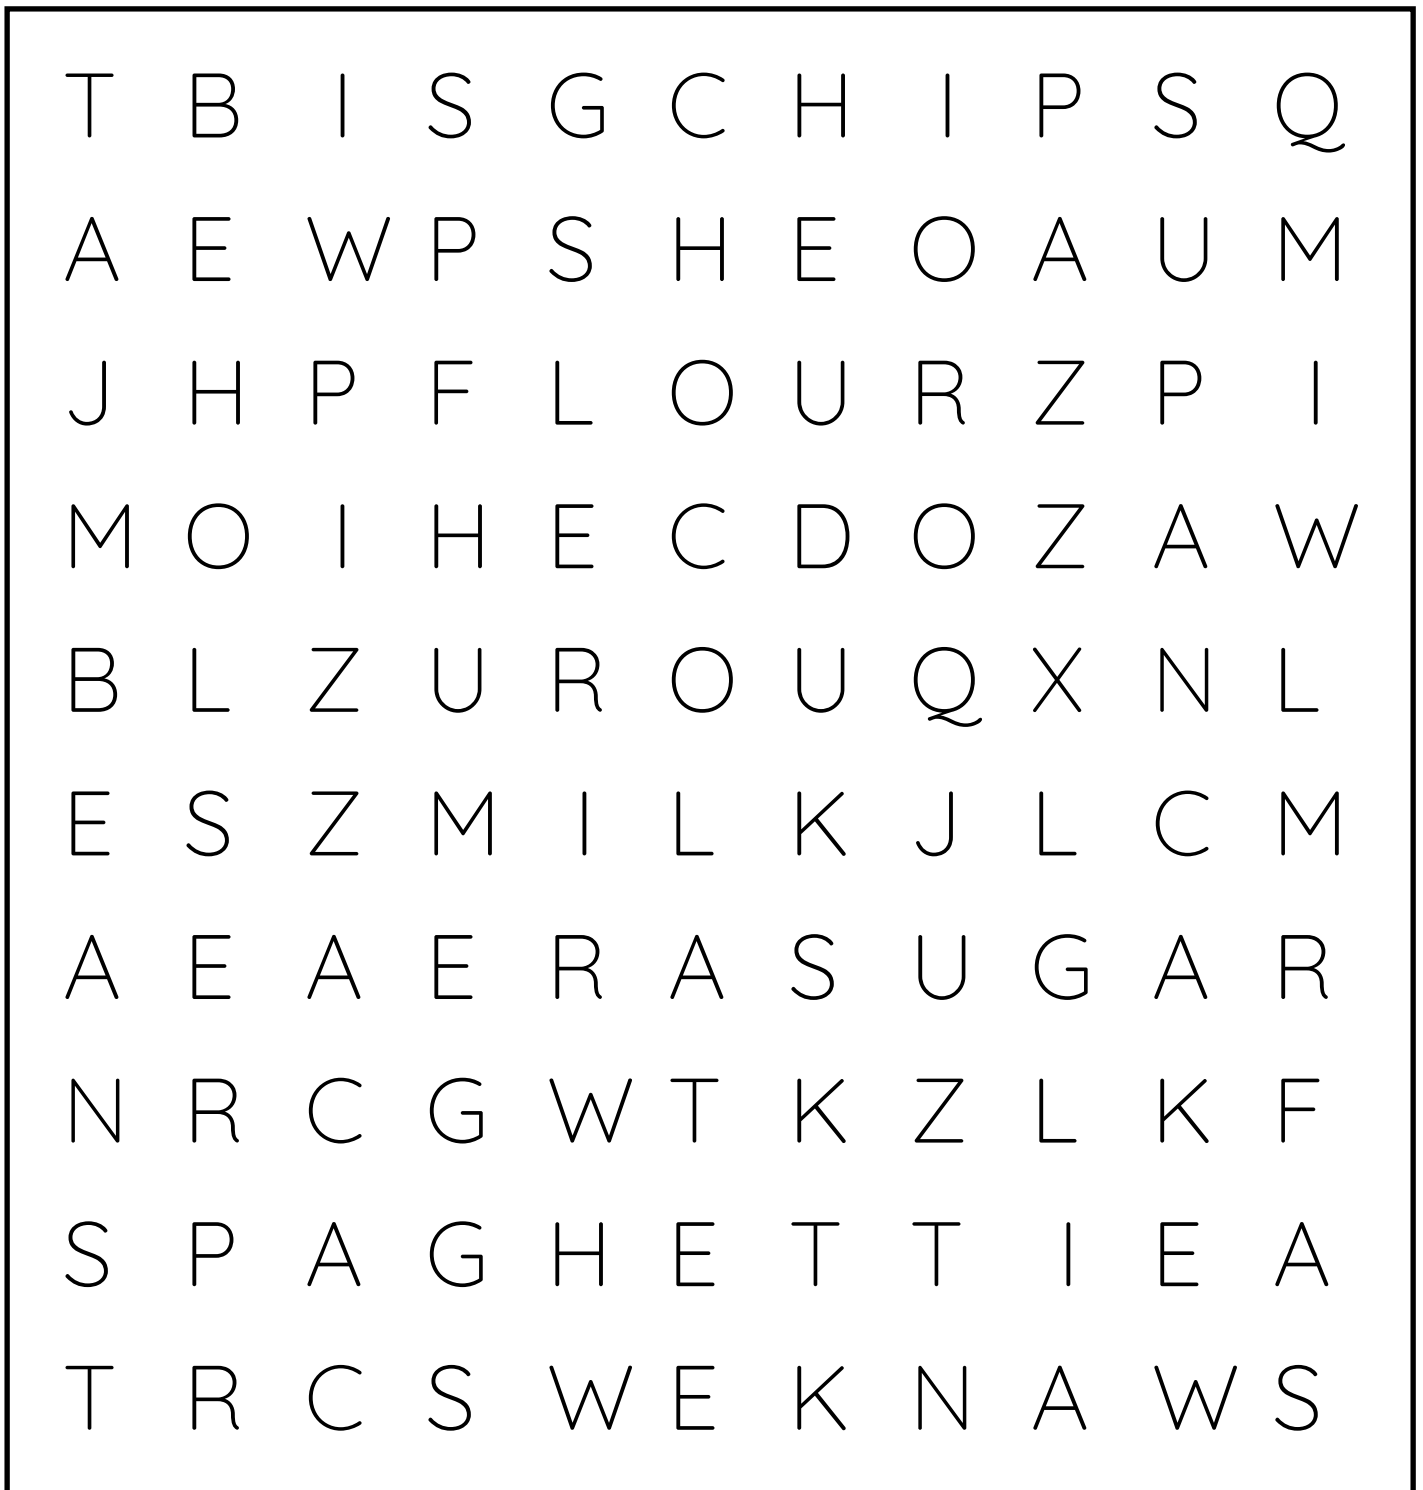 T B I S G C H I P S Q
A E W P S H E O A U M
J H P F L O U R Z P I
M O I H E C D O Z A W
B L Z U R O U Q X N L
E S Z M I L K J L C M
A E A E R A S U G A R
N R C G W T K Z L K F
S P A G H E T T I E A
T R C S W E K N A W S